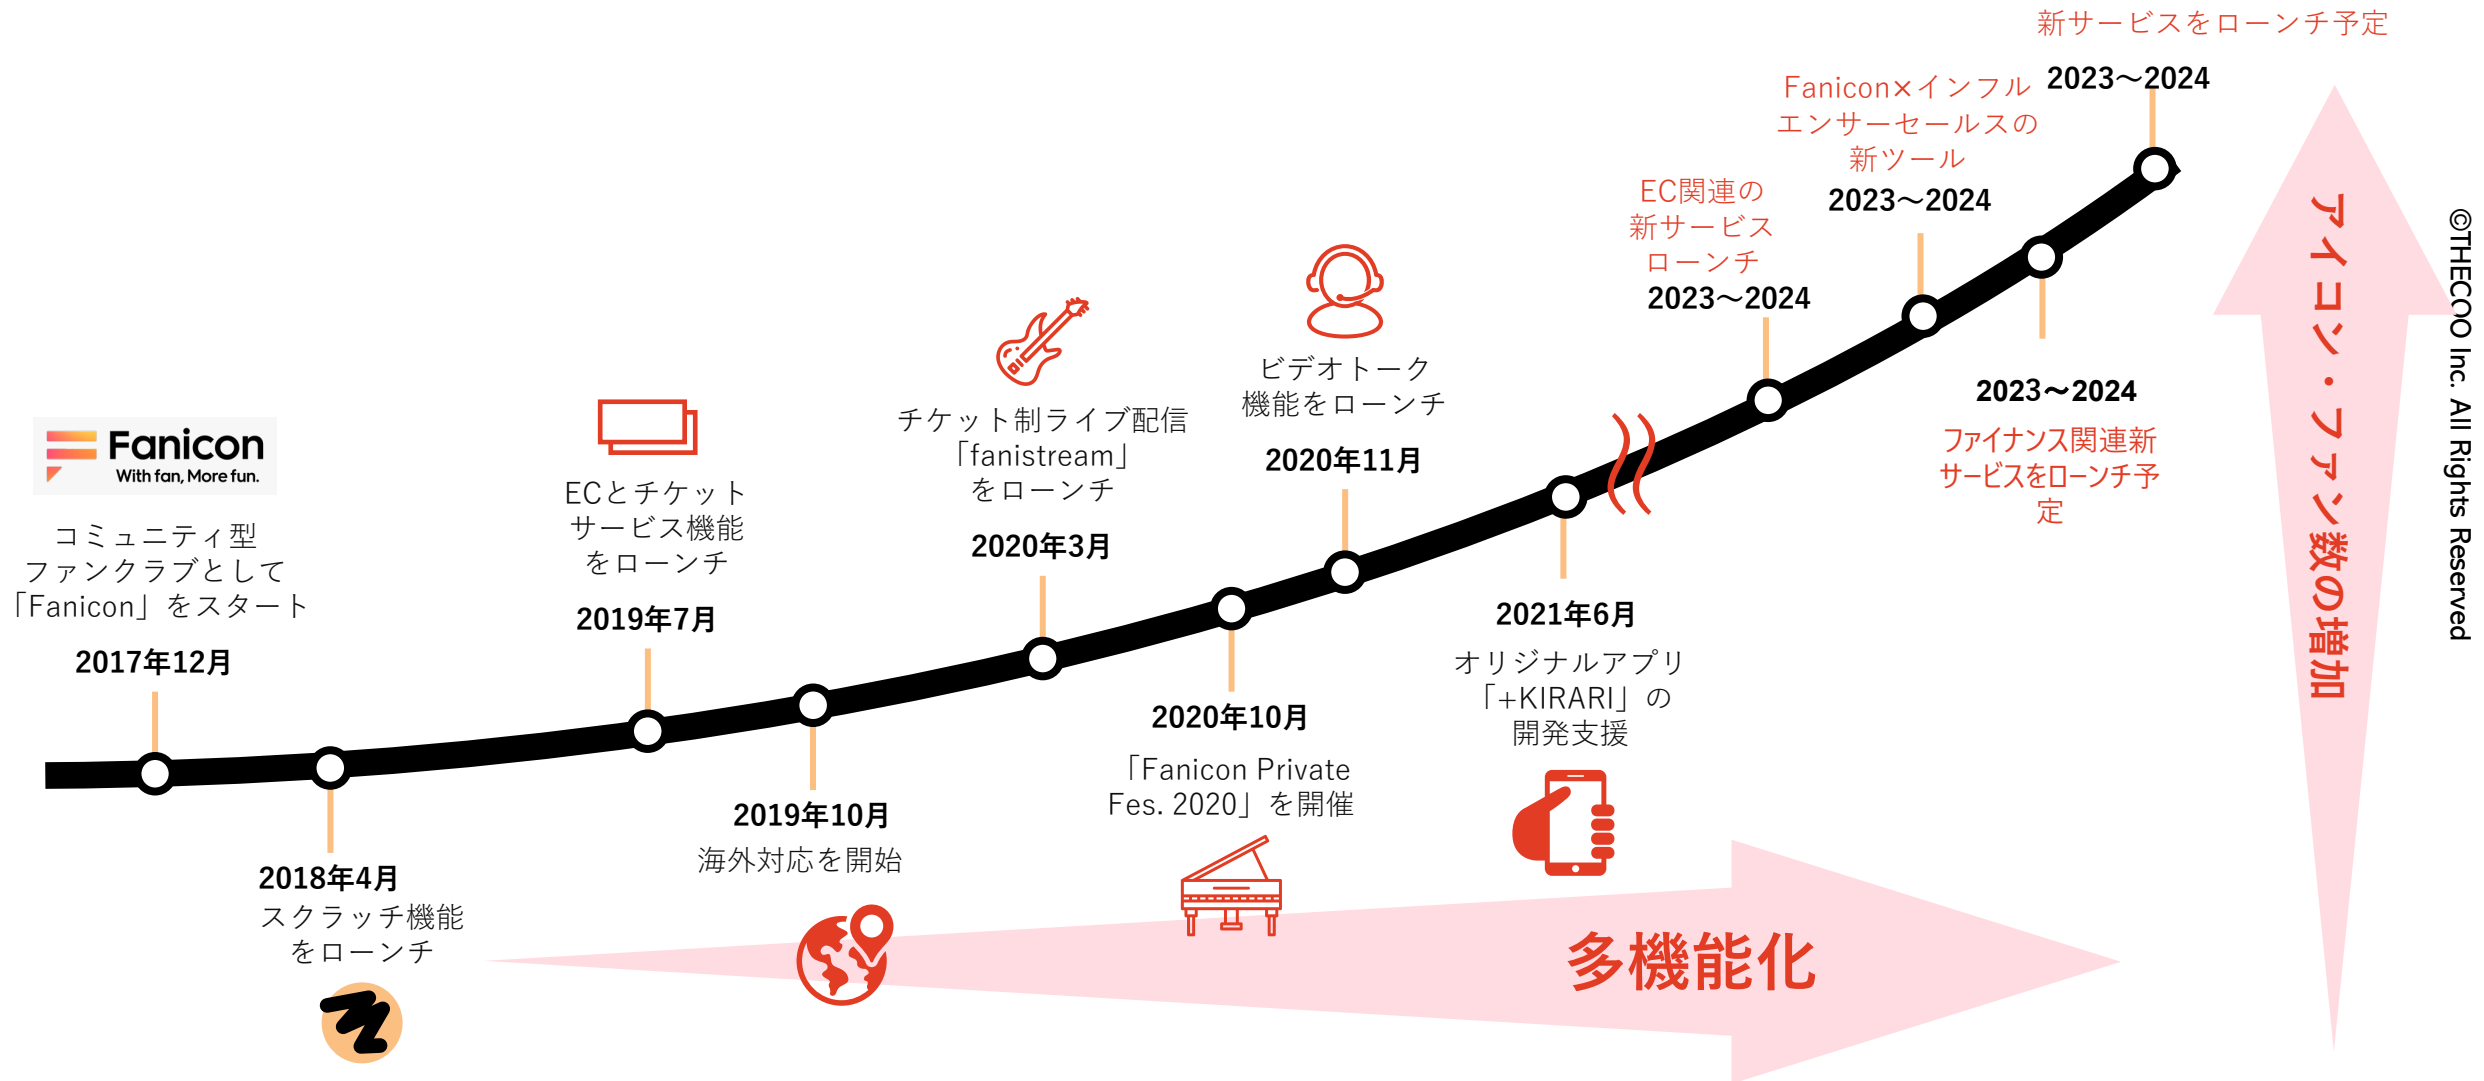 Fanicon
With fan, More fun.
コミュニティ型
ファンクラブとして
「Fanicon」をスタート
2017年12月
2018年4月
スクラッチ機能
をローンチ
ECとチケット
サービス機能
をローンチ
2019年7月
2019年10月
海外対応を開始
チケット制ライブ配信
「fanistream」
をローンチ
2020年3月
2020年10月
「Fanicon Private
Fes. 2020」を開催
ビデオトーク
機能をローンチ
2020年11月
2021年6月
オリジナルアプリ
「+KIRARI」の
開発支援
EC関連の
新サービス
ローンチ
2023〜2024
Fanicon×インフル
エンサーセールスの
新ツール
2023〜2024
2023〜2024
ファイナンス関連新
サービスをローンチ予
定
新サービスをローンチ予定
2023〜2024
多機能化
アイコン・ファン数の増加
©THECOO Inc. All Rights Reserved